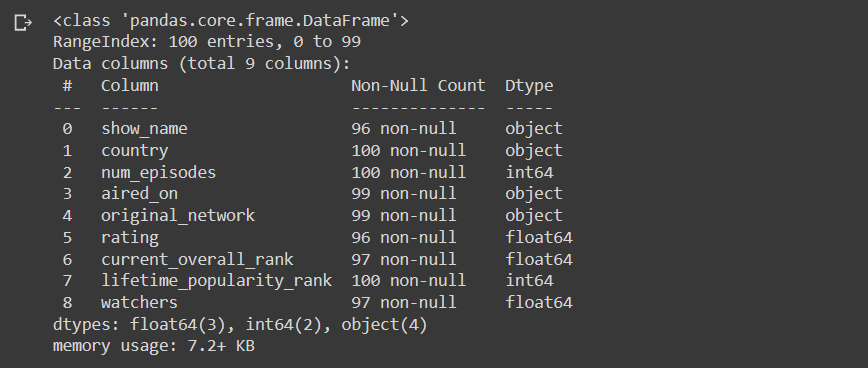 <class 'pandas.core.frame.DataFrame'>
RangeIndex: 100 entries, 0 to 99
Data columns (total 9 columns):
 #   Column                    Non-Null Count  Dtype
---  ------                    --------------  -----
 0   show_name                 96 non-null     object
 1   country                   100 non-null    object
 2   num_episodes              100 non-null    int64
 3   aired_on                  99 non-null     object
 4   original_network          99 non-null     object
 5   rating                    96 non-null     float64
 6   current_overall_rank      97 non-null     float64
 7   lifetime_popularity_rank  100 non-null    int64
 8   watchers                  97 non-null     float64
dtypes: float64(3), int64(2), object(4)
memory usage: 7.2+ KB